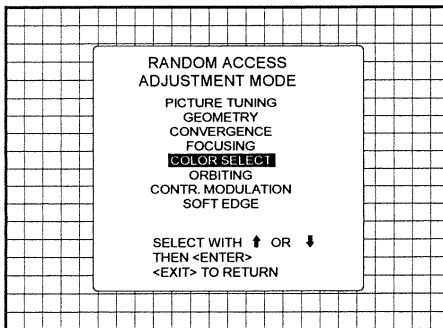 RANDOM ACCESS
ADJUSTMENT MODE
PICTURE TUNING
GEOMETRY
CONVERGENCE
FOCUSING
COLOR SELECT
ORBITING
CONTR. MODULATION
SOFT EDGE
SELECT WITH ⬆ OR ⬇
THEN <ENTER>
<EXIT> TO RETURN